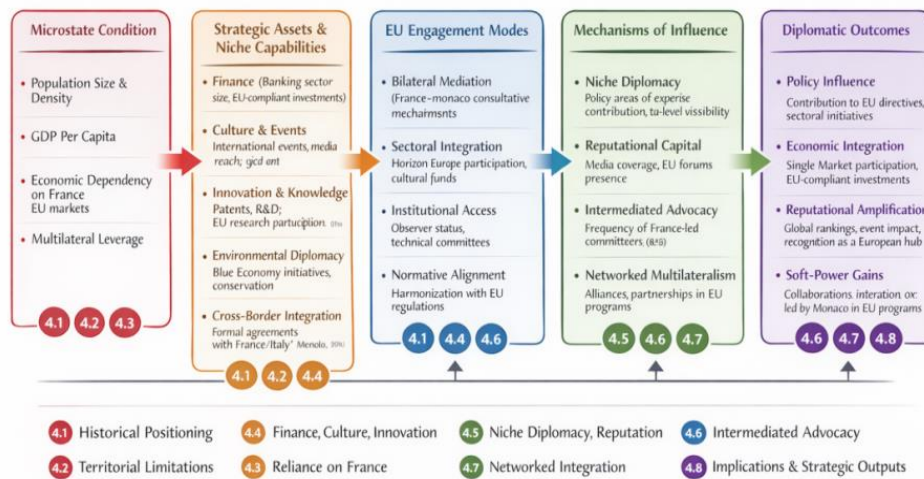 Microstate Condition
• Population Size &
Density
• GDP Per Capita
• Economic Dependency
on France
EU markets
• Multilateral Leverage
4.1 4.2 4.3
Strategic Assets &
Niche Capabilities
• Finance (Banking sector
size, EU-compliant investments)
• Culture & Events
International events, media
reach;
• Innovation & Knowledge
Patents, R&D;
EU research
• Environmental Diplomacy
Blue Economy initiatives,
conservation
• Cross-Border Integration
Formal agreements
with France/Italy'
4.1 4.2 4.4
EU Engagement Modes
• Bilateral Mediation
(France–monaco consultative
• Sectoral Integration
Horizon Europe participation,
cultural funds
• Institutional Access
Observer status,
technical committees
• Normative Alignment
Harmonization with EU
regulations
4.1 4.4 4.6
Mechanisms of Influence
• Niche Diplomacy
Policy areas of experise
contribution,
• Reputational Capital
Media coverage, EU forums
presence
• Intermediated Advocacy
Frequency of France-led
• Networked Multilateralism
Alliances, partnerships in EU
programs
4.5 4.6 4.7
Diplomatic Outcomes
• Policy Influence
Contribution to EU directives,
sectoral initiatives
• Economic Integration
Single Market participation,
EU-compliant investments
• Reputational Amplification
Global rankings, event impact,
recognition as a European hub
• Soft-Power Gains
Collaborations,
led by Monaco in EU programs
4.6 4.7 4.8
4.1 Historical Positioning
4.4 Finance, Culture, Innovation
4.5 Niche Diplomacy, Reputation
4.6 Intermediated Advocacy
4.2 Territorial Limitations
4.3 Reliance on France
4.7 Networked Integration
4.8 Implications & Strategic Outputs